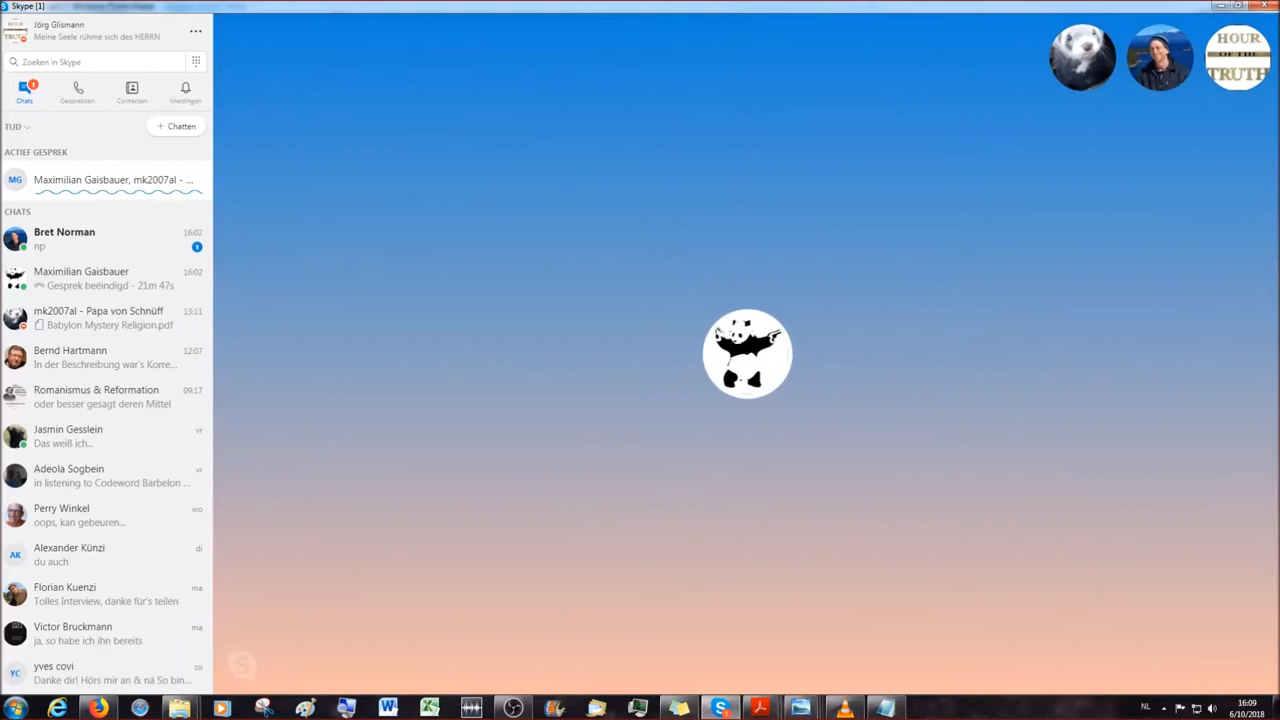 Skype [1]
Jörg Glismann
Meine Seele rühme sich des HERRN
Zoeken in Skype
1
Chats
Gesprekken
Contacten
Meldingen
TIJD
+ Chatten
ACTIEF GESPREK
MG
Maximilian Gaisbauer, mk2007al - ...
CHATS
Bret Norman
16:02
np
1
Maximilian Gaisbauer
16:02
Gesprek beëindigd - 21m 47s
mk2007al - Papa von Schnüff
13:11
Babylon Mystery Religion.pdf
Bernd Hartmann
12:07
In der Beschreibung war's Korre...
Romanismus & Reformation
09:17
oder besser gesagt deren Mittel
Jasmin Gesslein
vr
Das weiß ich...
Adeola Sogbein
vr
in listening to Codeword Barbelon ...
Perry Winkel
wo
oops, kan gebeuren...
AK
Alexander Künzi
di
du auch
Florian Kuenzi
ma
Tolles Interview, danke für's teilen
Victor Bruckmann
ma
ja, so habe ich ihn bereits
YC
yves covi
zo
Danke dir! Hörs mir an & nä So bin...
HOUR
OF THE
TRUTH
NL
16:09
6/10/2018